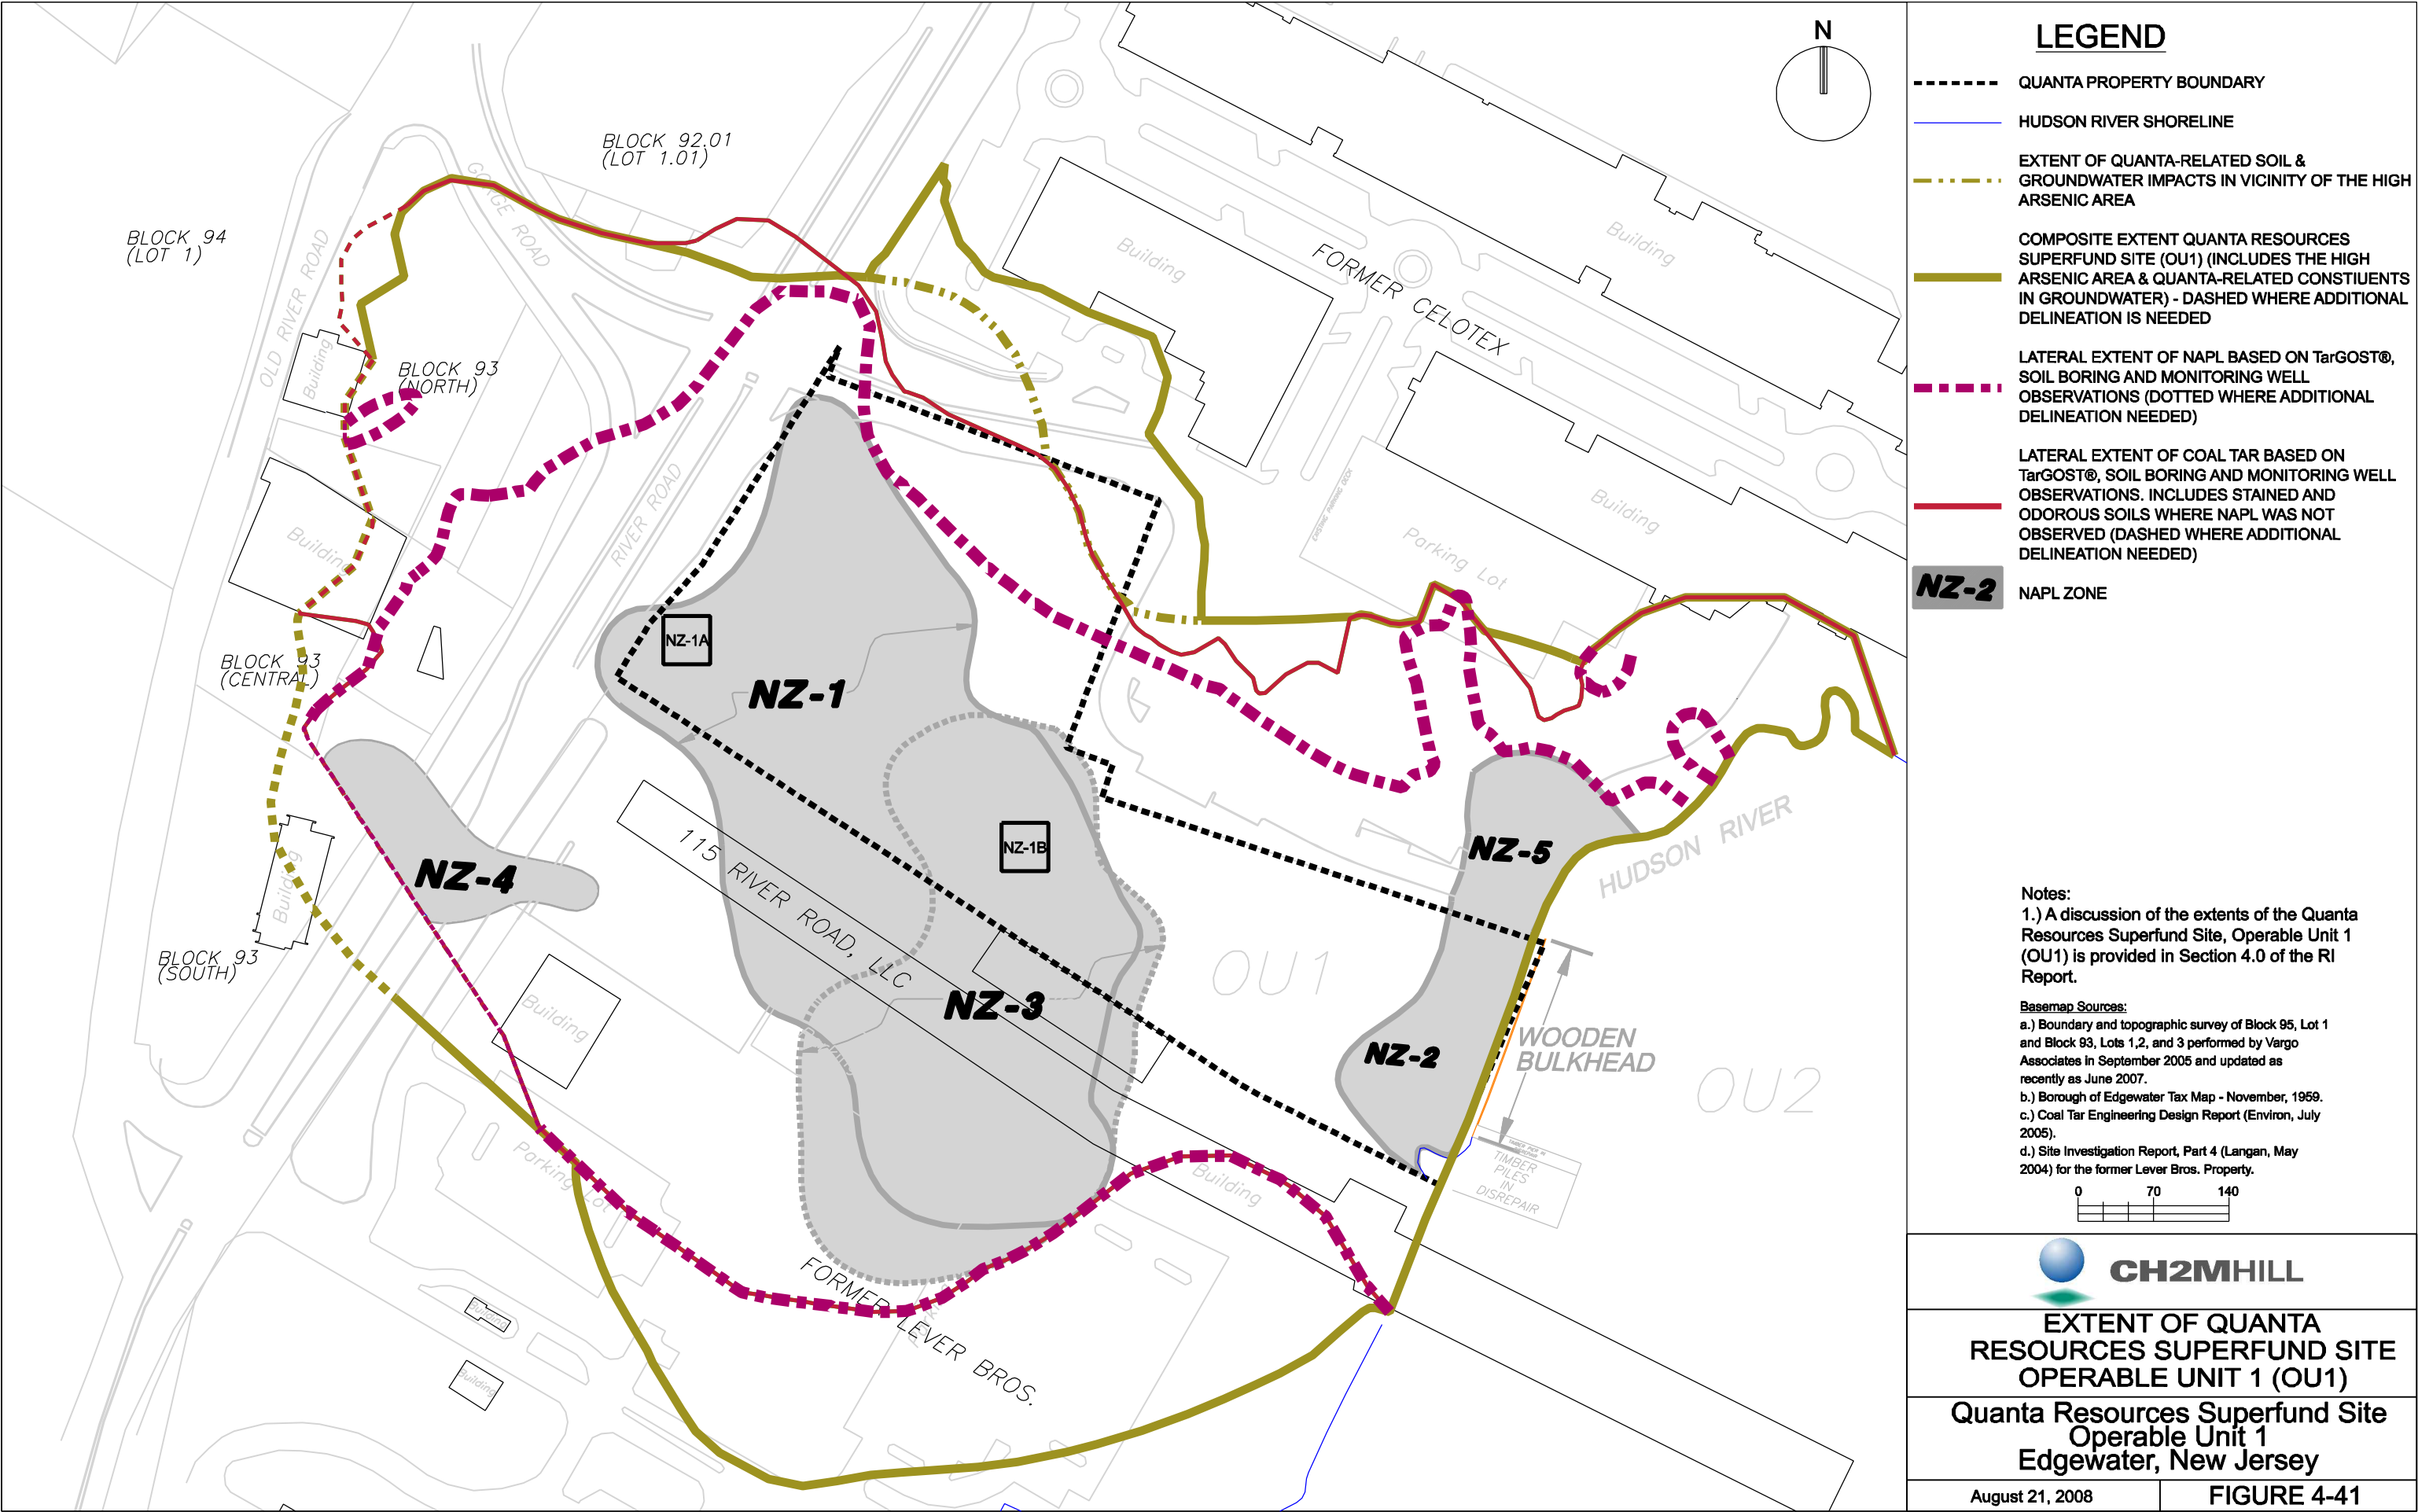 N
BLOCK 92.01
(LOT 1.01)
BLOCK 94
(LOT 1)
OLD RIVER ROAD
GORGE ROAD
Building
FORMER CELOTEX
Building
Building
BLOCK 93
(NORTH)
RIVER ROAD
Building
EXISTING PARKING DECK
Parking Lot
Building
BLOCK 93
(CENTRAL)
NZ-1A
NZ-1
NZ-1B
115 RIVER ROAD, LLC
NZ-4
Building
NZ-5
HUDSON RIVER
BLOCK 93
(SOUTH)
Building
NZ-3
OU1
NZ-2
WOODEN
BULKHEAD
OU2
TIMBER
PILES
IN
DISREPAIR
Parking Lot
Building
FORMER LEVER BROS.
Building
Building
LEGEND
QUANTA PROPERTY BOUNDARY
HUDSON RIVER SHORELINE
EXTENT OF QUANTA-RELATED SOIL &
GROUNDWATER IMPACTS IN VICINITY OF THE HIGH
ARSENIC AREA
COMPOSITE EXTENT QUANTA RESOURCES
SUPERFUND SITE (OU1) (INCLUDES THE HIGH
ARSENIC AREA & QUANTA-RELATED CONSTIUENTS
IN GROUNDWATER) - DASHED WHERE ADDITIONAL
DELINEATION IS NEEDED
LATERAL EXTENT OF NAPL BASED ON TarGOST®,
SOIL BORING AND MONITORING WELL
OBSERVATIONS (DOTTED WHERE ADDITIONAL
DELINEATION NEEDED)
LATERAL EXTENT OF COAL TAR BASED ON
TarGOST®, SOIL BORING AND MONITORING WELL
OBSERVATIONS. INCLUDES STAINED AND
ODOROUS SOILS WHERE NAPL WAS NOT
OBSERVED (DASHED WHERE ADDITIONAL
DELINEATION NEEDED)
NZ-2 NAPL ZONE
Notes:
1.) A discussion of the extents of the Quanta
Resources Superfund Site, Operable Unit 1
(OU1) is provided in Section 4.0 of the RI
Report.
Basemap Sources:
a.) Boundary and topographic survey of Block 95, Lot 1
and Block 93, Lots 1,2, and 3 performed by Vargo
Associates in September 2005 and updated as
recently as June 2007.
b.) Borough of Edgewater Tax Map - November, 1959.
c.) Coal Tar Engineering Design Report (Environ, July
2005).
d.) Site Investigation Report, Part 4 (Langan, May
2004) for the former Lever Bros. Property.
0 70 140
CH2MHILL
EXTENT OF QUANTA
RESOURCES SUPERFUND SITE
OPERABLE UNIT 1 (OU1)
Quanta Resources Superfund Site
Operable Unit 1
Edgewater, New Jersey
August 21, 2008
FIGURE 4-41